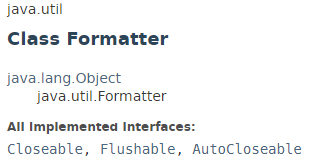 java.util
Class Formatter
java.lang.Object
java.util.Formatter
All Implemented Interfaces:
Closeable, Flushable, AutoCloseable